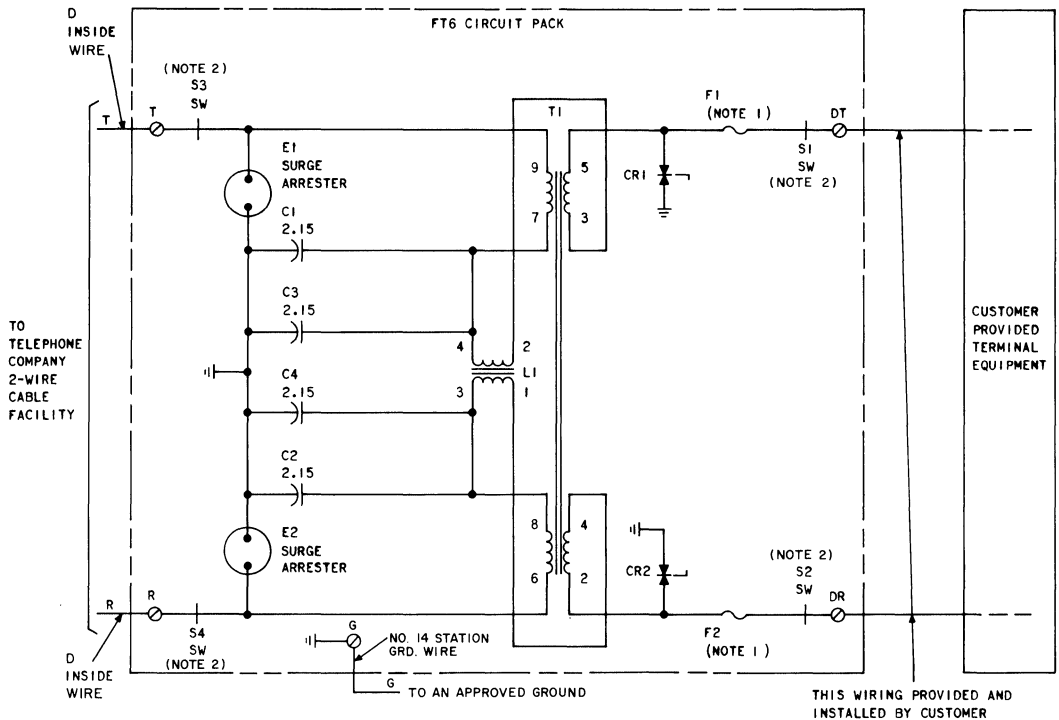 D
INSIDE
WIRE
FT6 CIRCUIT PACK
(NOTE 2)
S3
SW
T
T
E1
SURGE
ARRESTER
T1
9
5
7
3
F1
(NOTE 1)
CR1
S1
SW
(NOTE 2)
DT
C1
2.15
C3
2.15
4
2
L1
3
1
C4
2.15
C2
2.15
TO
TELEPHONE
COMPANY
2-WIRE
CABLE
FACILITY
CUSTOMER
PROVIDED
TERMINAL
EQUIPMENT
E2
SURGE
ARRESTER
8
4
6
2
CR2
(NOTE 2)
S2
SW
DR
R
R
S4
SW
(NOTE 2)
F2
(NOTE 1)
G
NO. 14 STATION
GRD. WIRE
G
TO AN APPROVED GROUND
D
INSIDE
WIRE
THIS WIRING PROVIDED AND
INSTALLED BY CUSTOMER